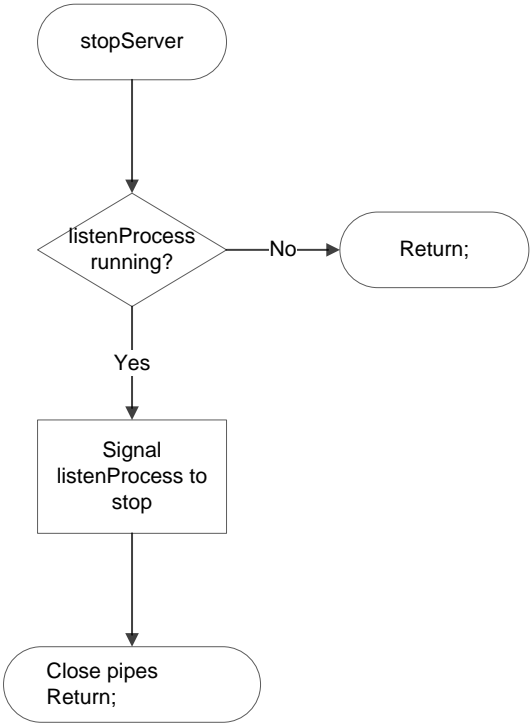 stopServer
listenProcess
running?
No
Return;
Yes
Signal
listenProcess to
stop
Close pipes
Return;